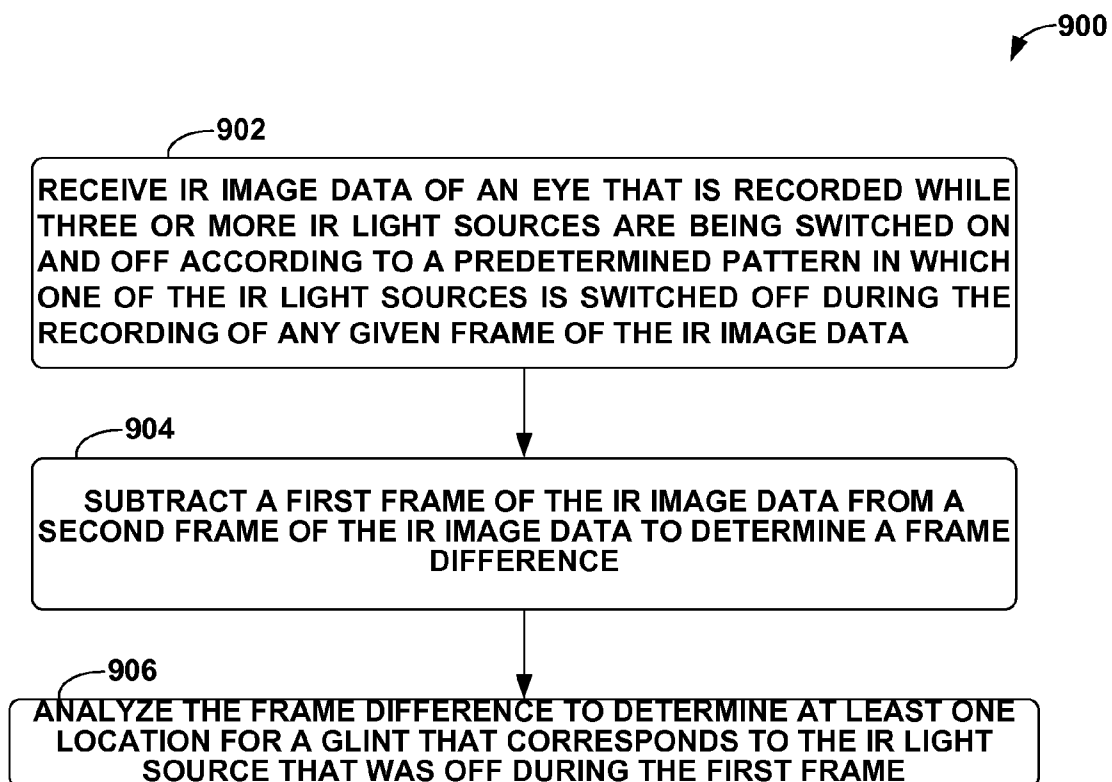 900
902
RECEIVE IR IMAGE DATA OF AN EYE THAT IS RECORDED WHILE
THREE OR MORE IR LIGHT SOURCES ARE BEING SWITCHED ON
AND OFF ACCORDING TO A PREDETERMINED PATTERN IN WHICH
ONE OF THE IR LIGHT SOURCES IS SWITCHED OFF DURING THE
RECORDING OF ANY GIVEN FRAME OF THE IR IMAGE DATA
904
SUBTRACT A FIRST FRAME OF THE IR IMAGE DATA FROM A
SECOND FRAME OF THE IR IMAGE DATA TO DETERMINE A FRAME
DIFFERENCE
906
ANALYZE THE FRAME DIFFERENCE TO DETERMINE AT LEAST ONE
LOCATION FOR A GLINT THAT CORRESPONDS TO THE IR LIGHT
SOURCE THAT WAS OFF DURING THE FIRST FRAME